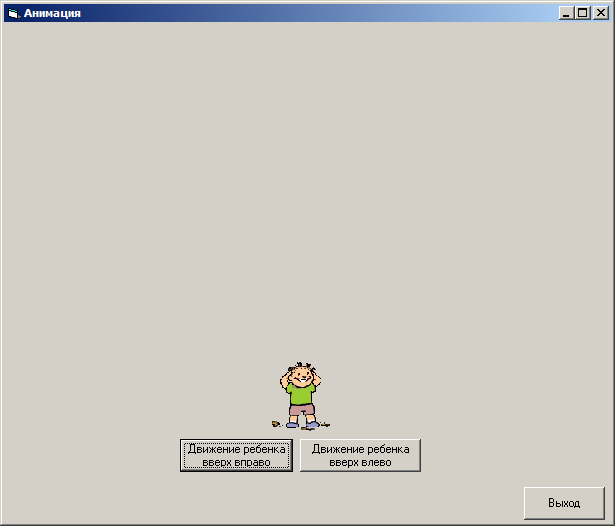 Анимация
Движение ребенка
вверх вправо
Движение ребенка
вверх влево
Выход